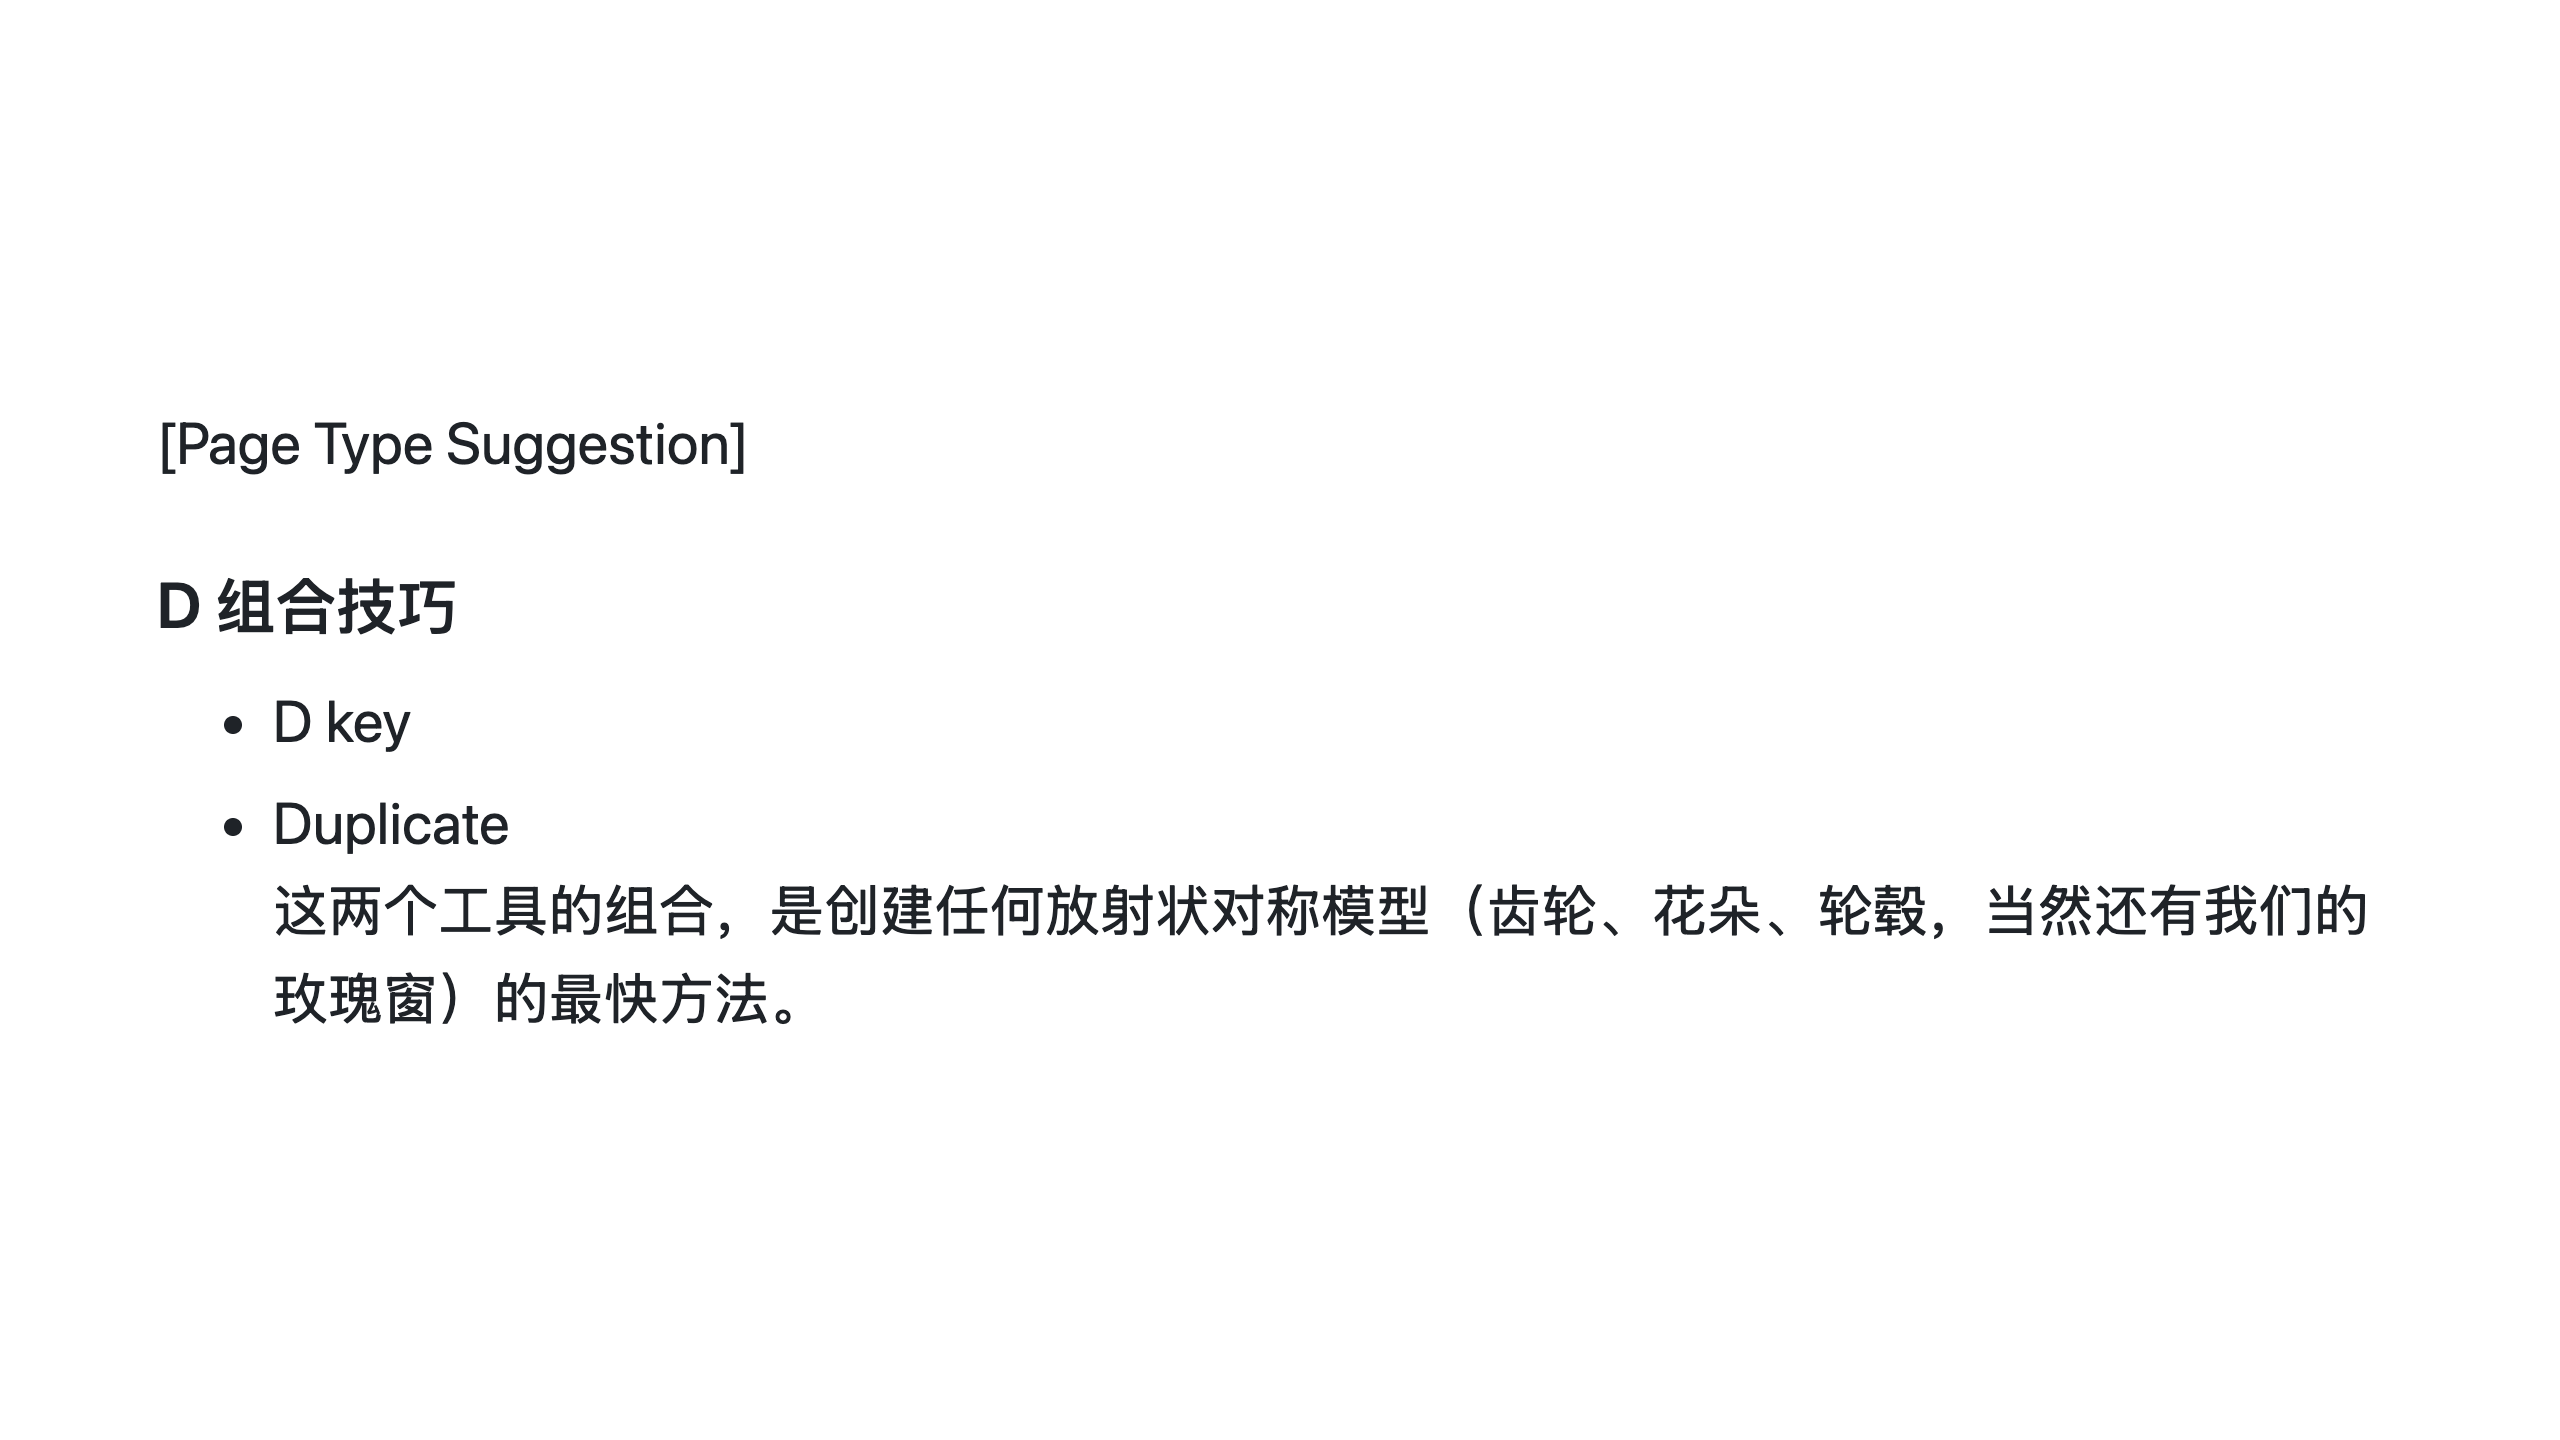 [Page Type Suggestion]
D 组合技巧
• D key
• Duplicate
这两个工具的组合，是创建任何放射状对称模型（齿轮、花朵、轮毂，当然还有我们的
玫瑰窗）的最快方法。